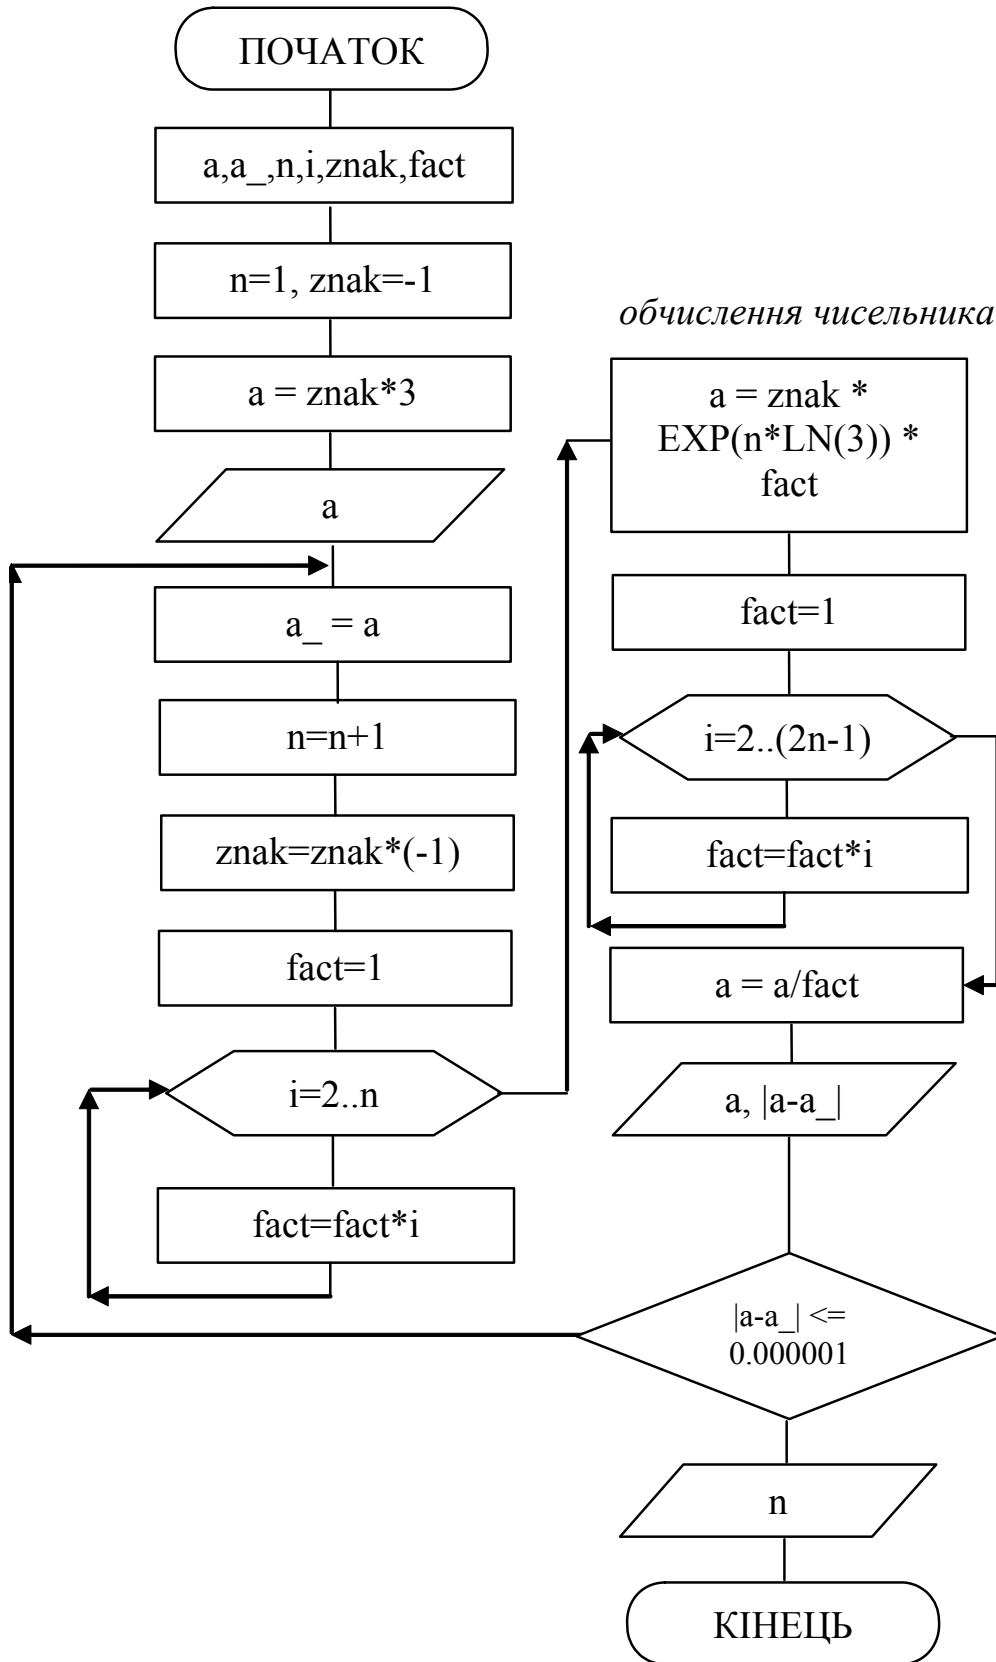 ПОЧАТОК
a,a_,n,i,znak,fact
n=1, znak=-1
a = znak*3
a
a_ = a
n=n+1
znak=znak*(-1)
fact=1
i=2..n
fact=fact*i
обчислення чисельника
a = znak *
EXP(n*LN(3)) *
fact
fact=1
i=2..(2n-1)
fact=fact*i
a = a/fact
a, |a-a_|
|a-a_| <=
0.000001
n
КІНЕЦЬ